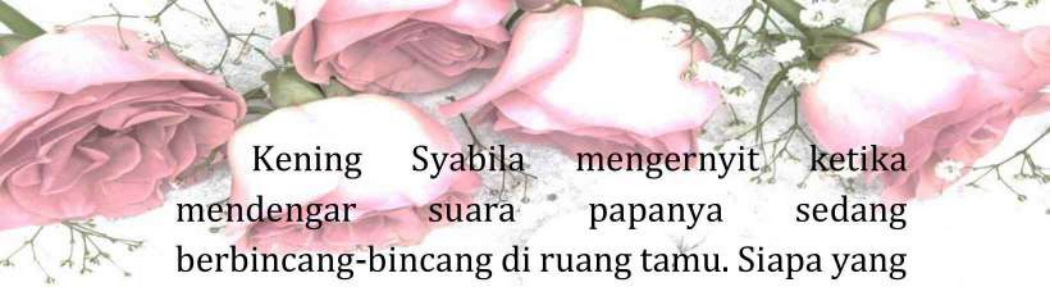 Kening Syabila mengernyit ketika
mendengar suara papanya sedang
berbincang-bincang di ruang tamu. Siapa yang